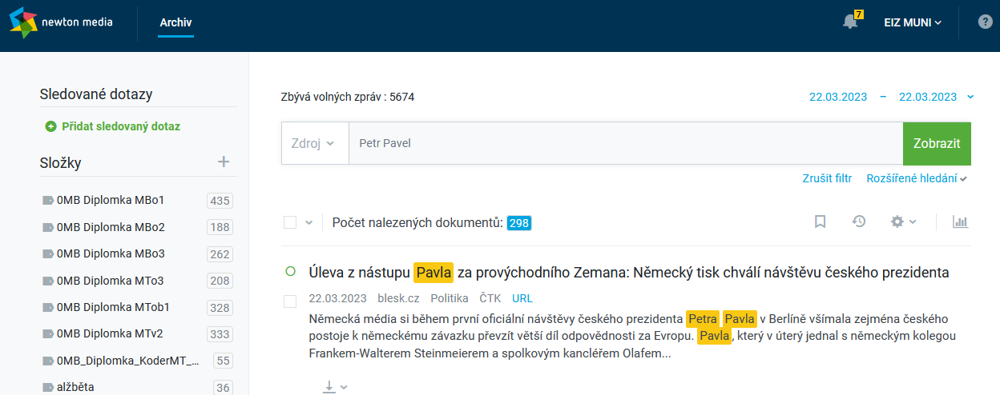 newton media
Archiv
7
EIZ MUNI
?
Sledované dotazy
Přidat sledovaný dotaz
Složky
0MB Diplomka MBo1 435
0MB Diplomka MBo2 188
0MB Diplomka MBo3 262
0MB Diplomka MTo3 208
0MB Diplomka MTob1 328
0MB Diplomka MTv2 333
0MB_Diplomka_KoderMT_... 55
alžběta 36
Zbývá volných zpráv : 5674
22.03.2023 – 22.03.2023
Zdroj Petr Pavel Zobrazit
Zrušit filtr Rozšířené hledání
Počet nalezených dokumentů: 298
Úleva z nástupu Pavla za provýchodního Zemana: Německý tisk chválí návštěvu českého prezidenta
22.03.2023 blesk.cz Politika ČTK URL
Německá média si během první oficiální návštěvy českého prezidenta Petra Pavla v Berlíně všímala zejména českého
postoje k německému závazku převzít větší díl odpovědnosti za Evropu. Pavla, který v úterý jednal s německým kolegou
Frankem-Walterem Steinmeierem a spolkovým kancléřem Olafem...